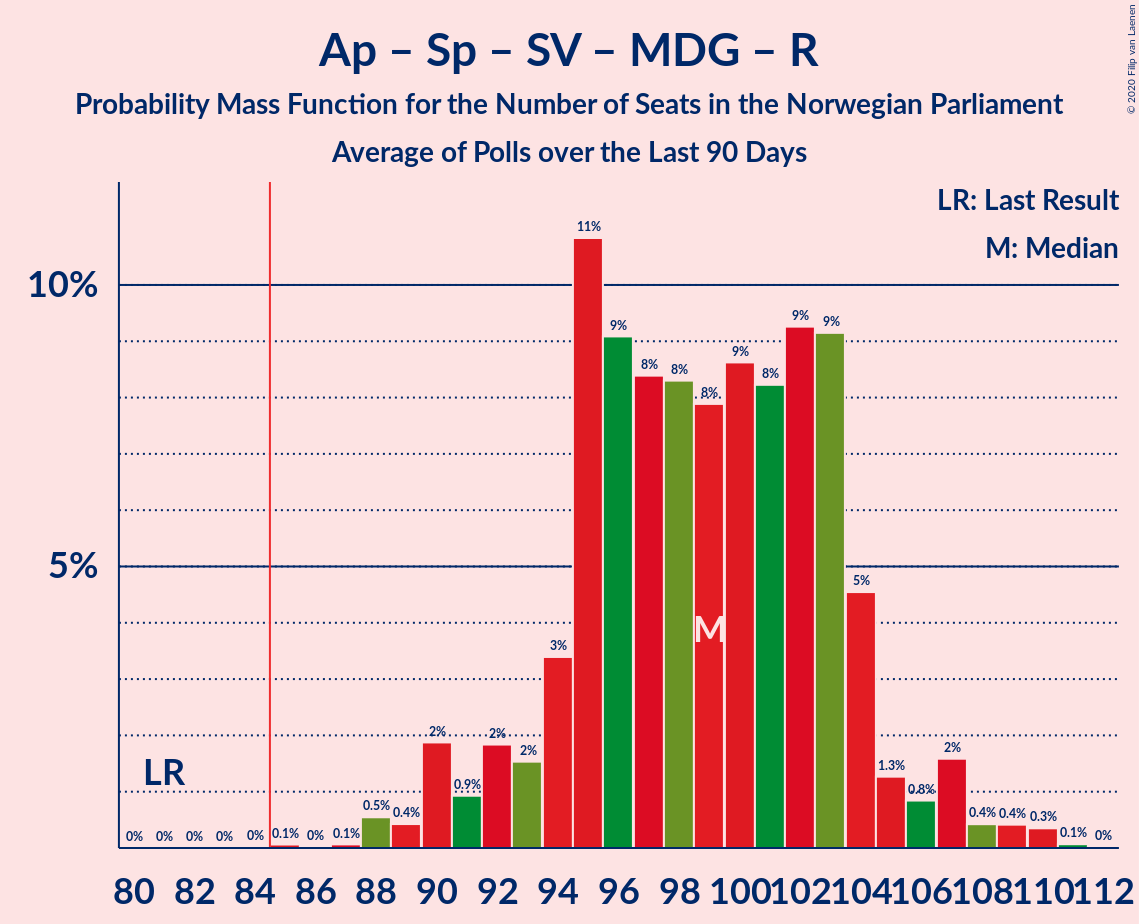 Ap – Sp – SV – MDG – R
Probability Mass Function for the Number of Seats in the Norwegian Parliament
Average of Polls over the Last 90 Days
© 2020 Filip van Laenen
LR: Last Result
M: Median
10%
5%
LR
M
0% 0% 0% 0% 0% 0.1% 0% 0.1% 0.5% 0.4% 2% 0.9% 2% 2% 3% 11% 9% 8% 8% 8% 9% 8% 9% 9% 5% 1.3% 0.8% 2% 0.4% 0.4% 0.3% 0.1% 0%
80 82 84 86 88 90 92 94 96 98 100 102 104 106 108 110 112